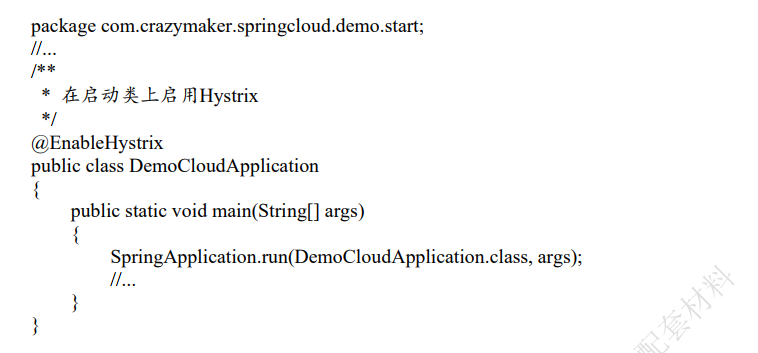 package com.crazymaker.springcloud.demo.start;
//...
/**
* 在启动类上启用Hystrix
*/
@EnableHystrix
public class DemoCloudApplication
{
public static void main(String[] args)
{
SpringApplication.run(DemoCloudApplication.class, args);
//...
}
}
配套材料